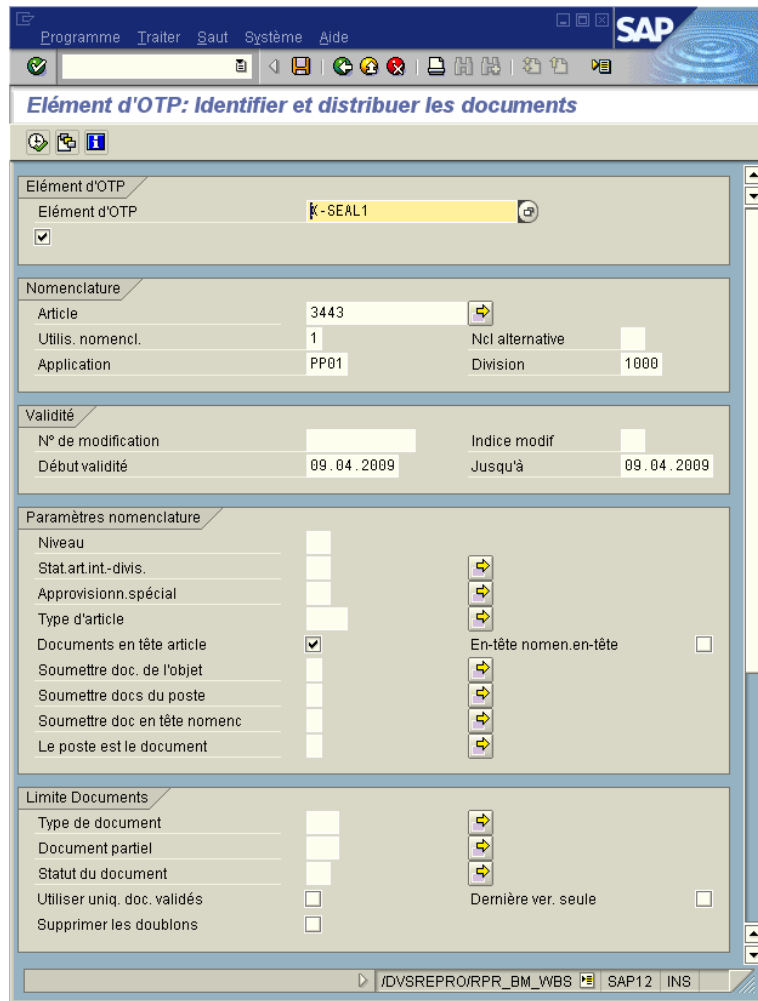 Programme Traiter Saut Système Aide
SAP
Elément d'OTP: Identifier et distribuer les documents
Elément d'OTP
Elément d'OTP K-SEAL1
Nomenclature
Article 3443
Utilis. nomencl. 1 Ncl alternative
Application PP01 Division 1000
Validité
N° de modification Indice modif
Début validité 09.04.2009 Jusqu'à 09.04.2009
Paramètres nomenclature
Niveau
Stat.art.int.-divis.
Approvisionn.spécial
Type d'article
Documents en tête article En-tête nomen.en-tête
Soumettre doc. de l'objet
Soumettre docs du poste
Soumettre doc en tête nomenc
Le poste est le document
Limite Documents
Type de document
Document partiel
Statut du document
Utiliser uniq. doc. validés Dernière ver. seule
Supprimer les doublons
/DVSREPRO/RPR_BM_WBS SAP12 INS